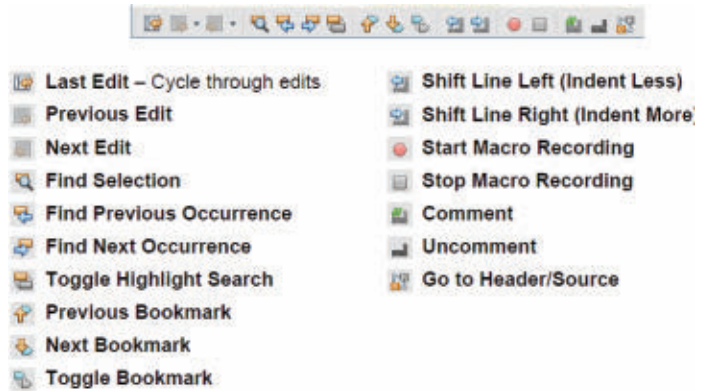 Last Edit – Cycle through edits
Previous Edit
Next Edit
Find Selection
Find Previous Occurrence
Find Next Occurrence
Toggle Highlight Search
Previous Bookmark
Next Bookmark
Toggle Bookmark
Shift Line Left (Indent Less)
Shift Line Right (Indent More)
Start Macro Recording
Stop Macro Recording
Comment
Uncomment
Go to Header/Source